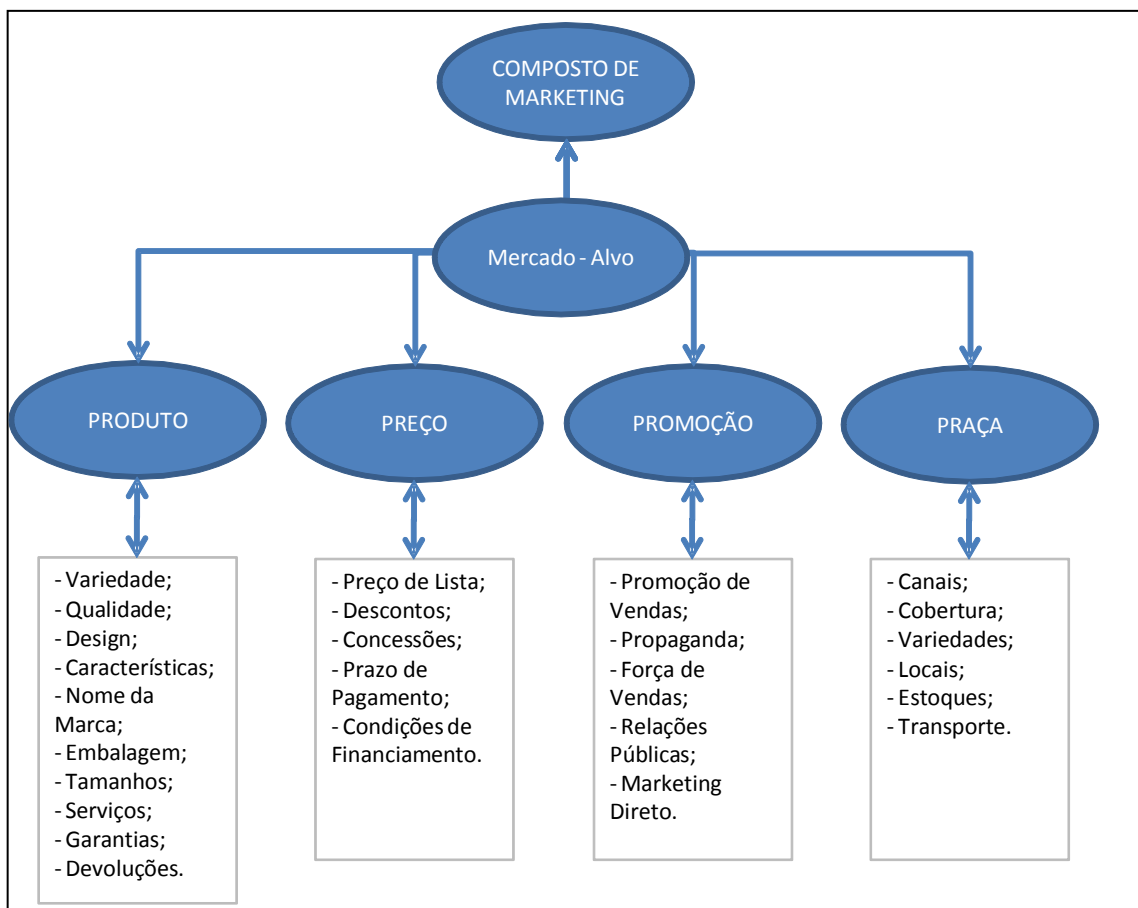 COMPOSTO DE
MARKETING
Mercado - Alvo
PRODUTO
PREÇO
PROMOÇÃO
PRAÇA
- Variedade;
- Qualidade;
- Design;
- Características;
- Nome da
Marca;
- Embalagem;
- Tamanhos;
- Serviços;
- Garantias;
- Devoluções.
- Preço de Lista;
- Descontos;
- Concessões;
- Prazo de
Pagamento;
- Condições de
Financiamento.
- Promoção de
Vendas;
- Propaganda;
- Força de
Vendas;
- Relações
Públicas;
- Marketing
Direto.
- Canais;
- Cobertura;
- Variedades;
- Locais;
- Estoques;
- Transporte.